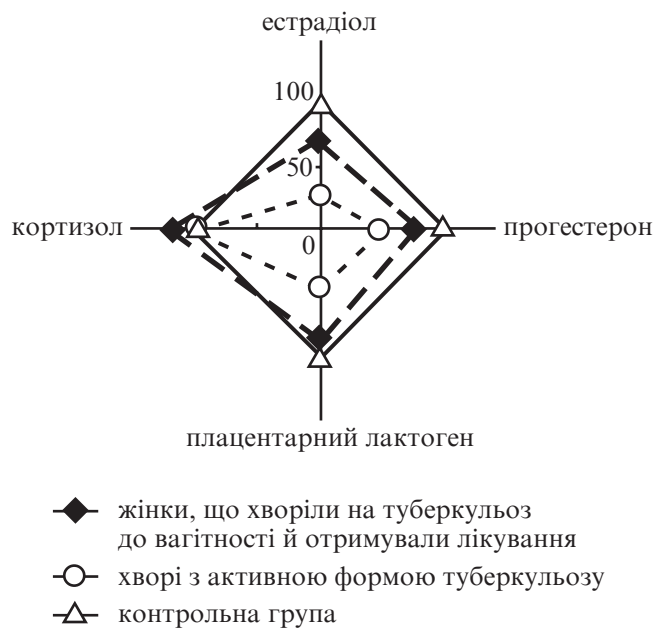 естрадіол
100
50
кортизол
прогестерон
0
плацентарний лактоген
жінки, що хворіли на туберкульоз
до вагітності й отримували лікування
хворі з активною формою туберкульозу
контрольна група